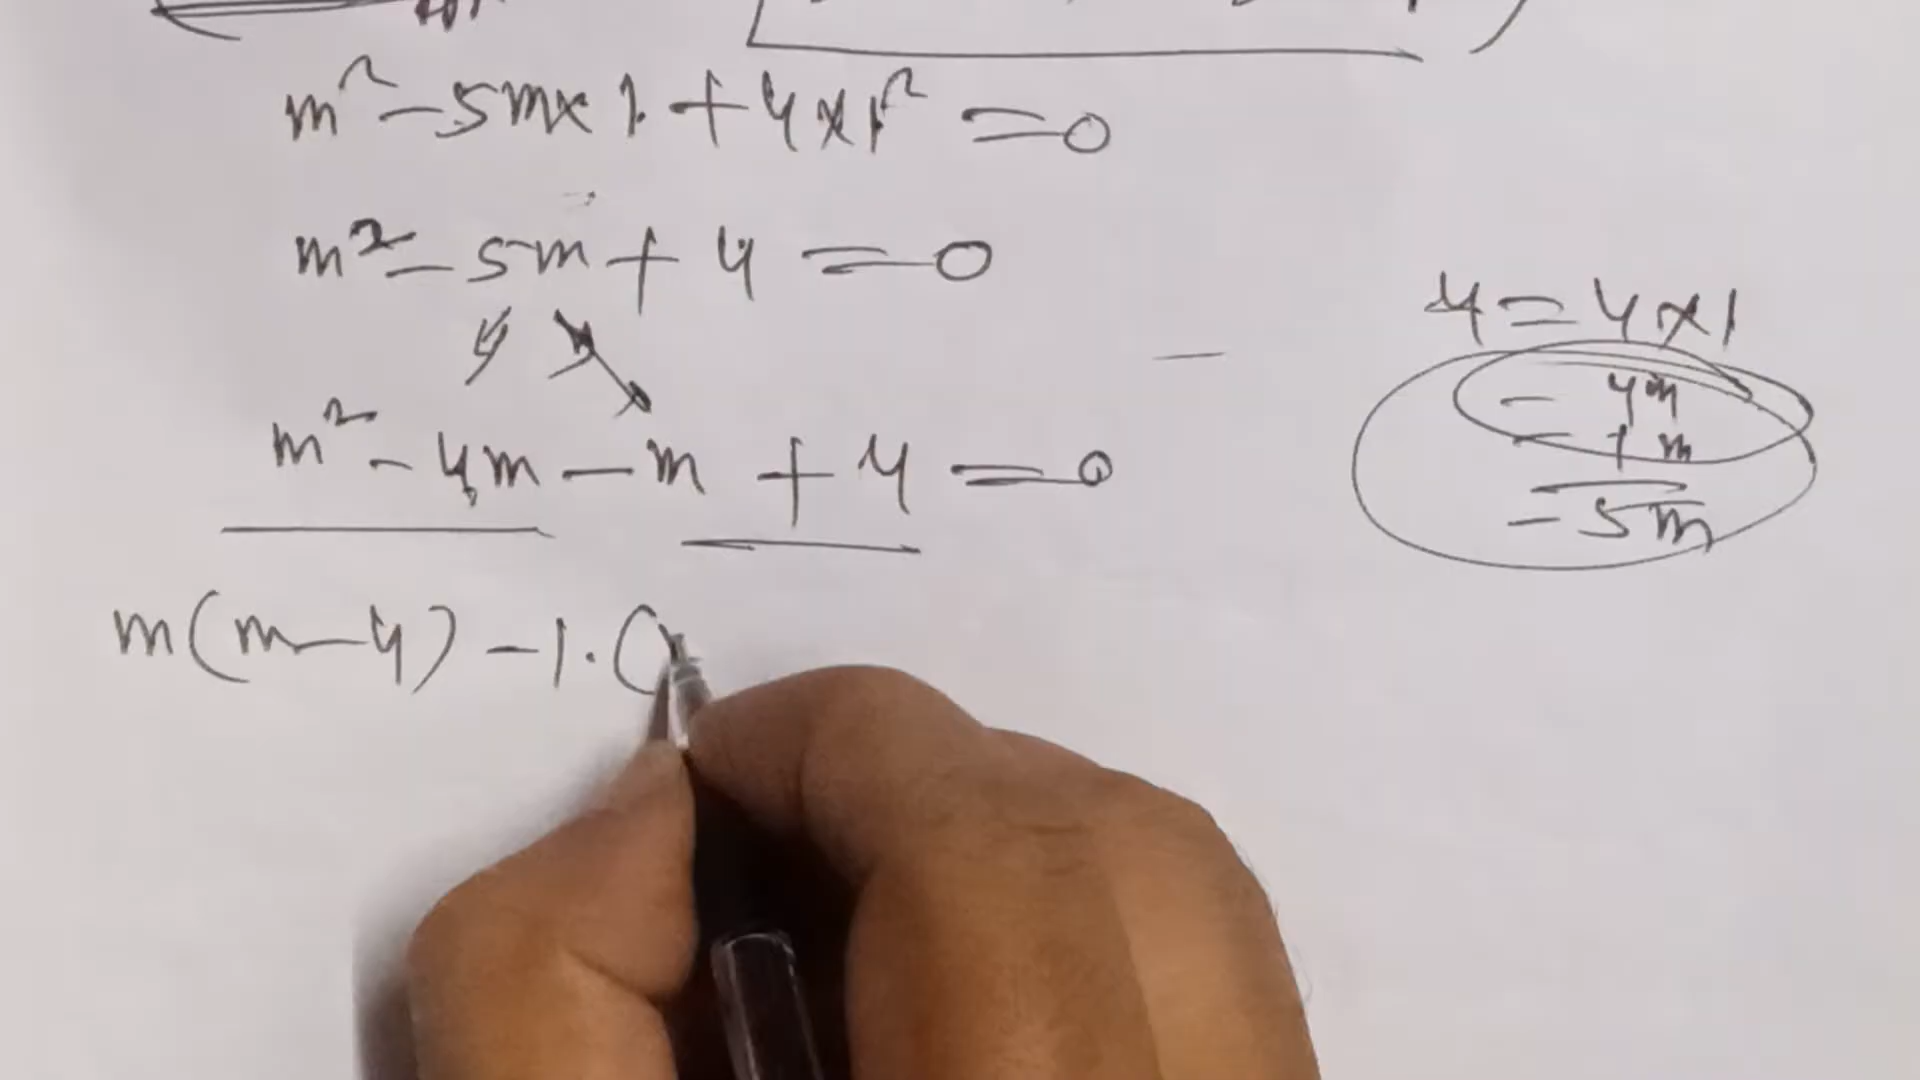 m² - 5m × 1 + 4 × 1² = 0
m² - 5m + 4 = 0
m² - 4m - m + 4 = 0
m(m - 4) - 1 · (
4 = 4 × 1
- 4m
- 1m
- 5m